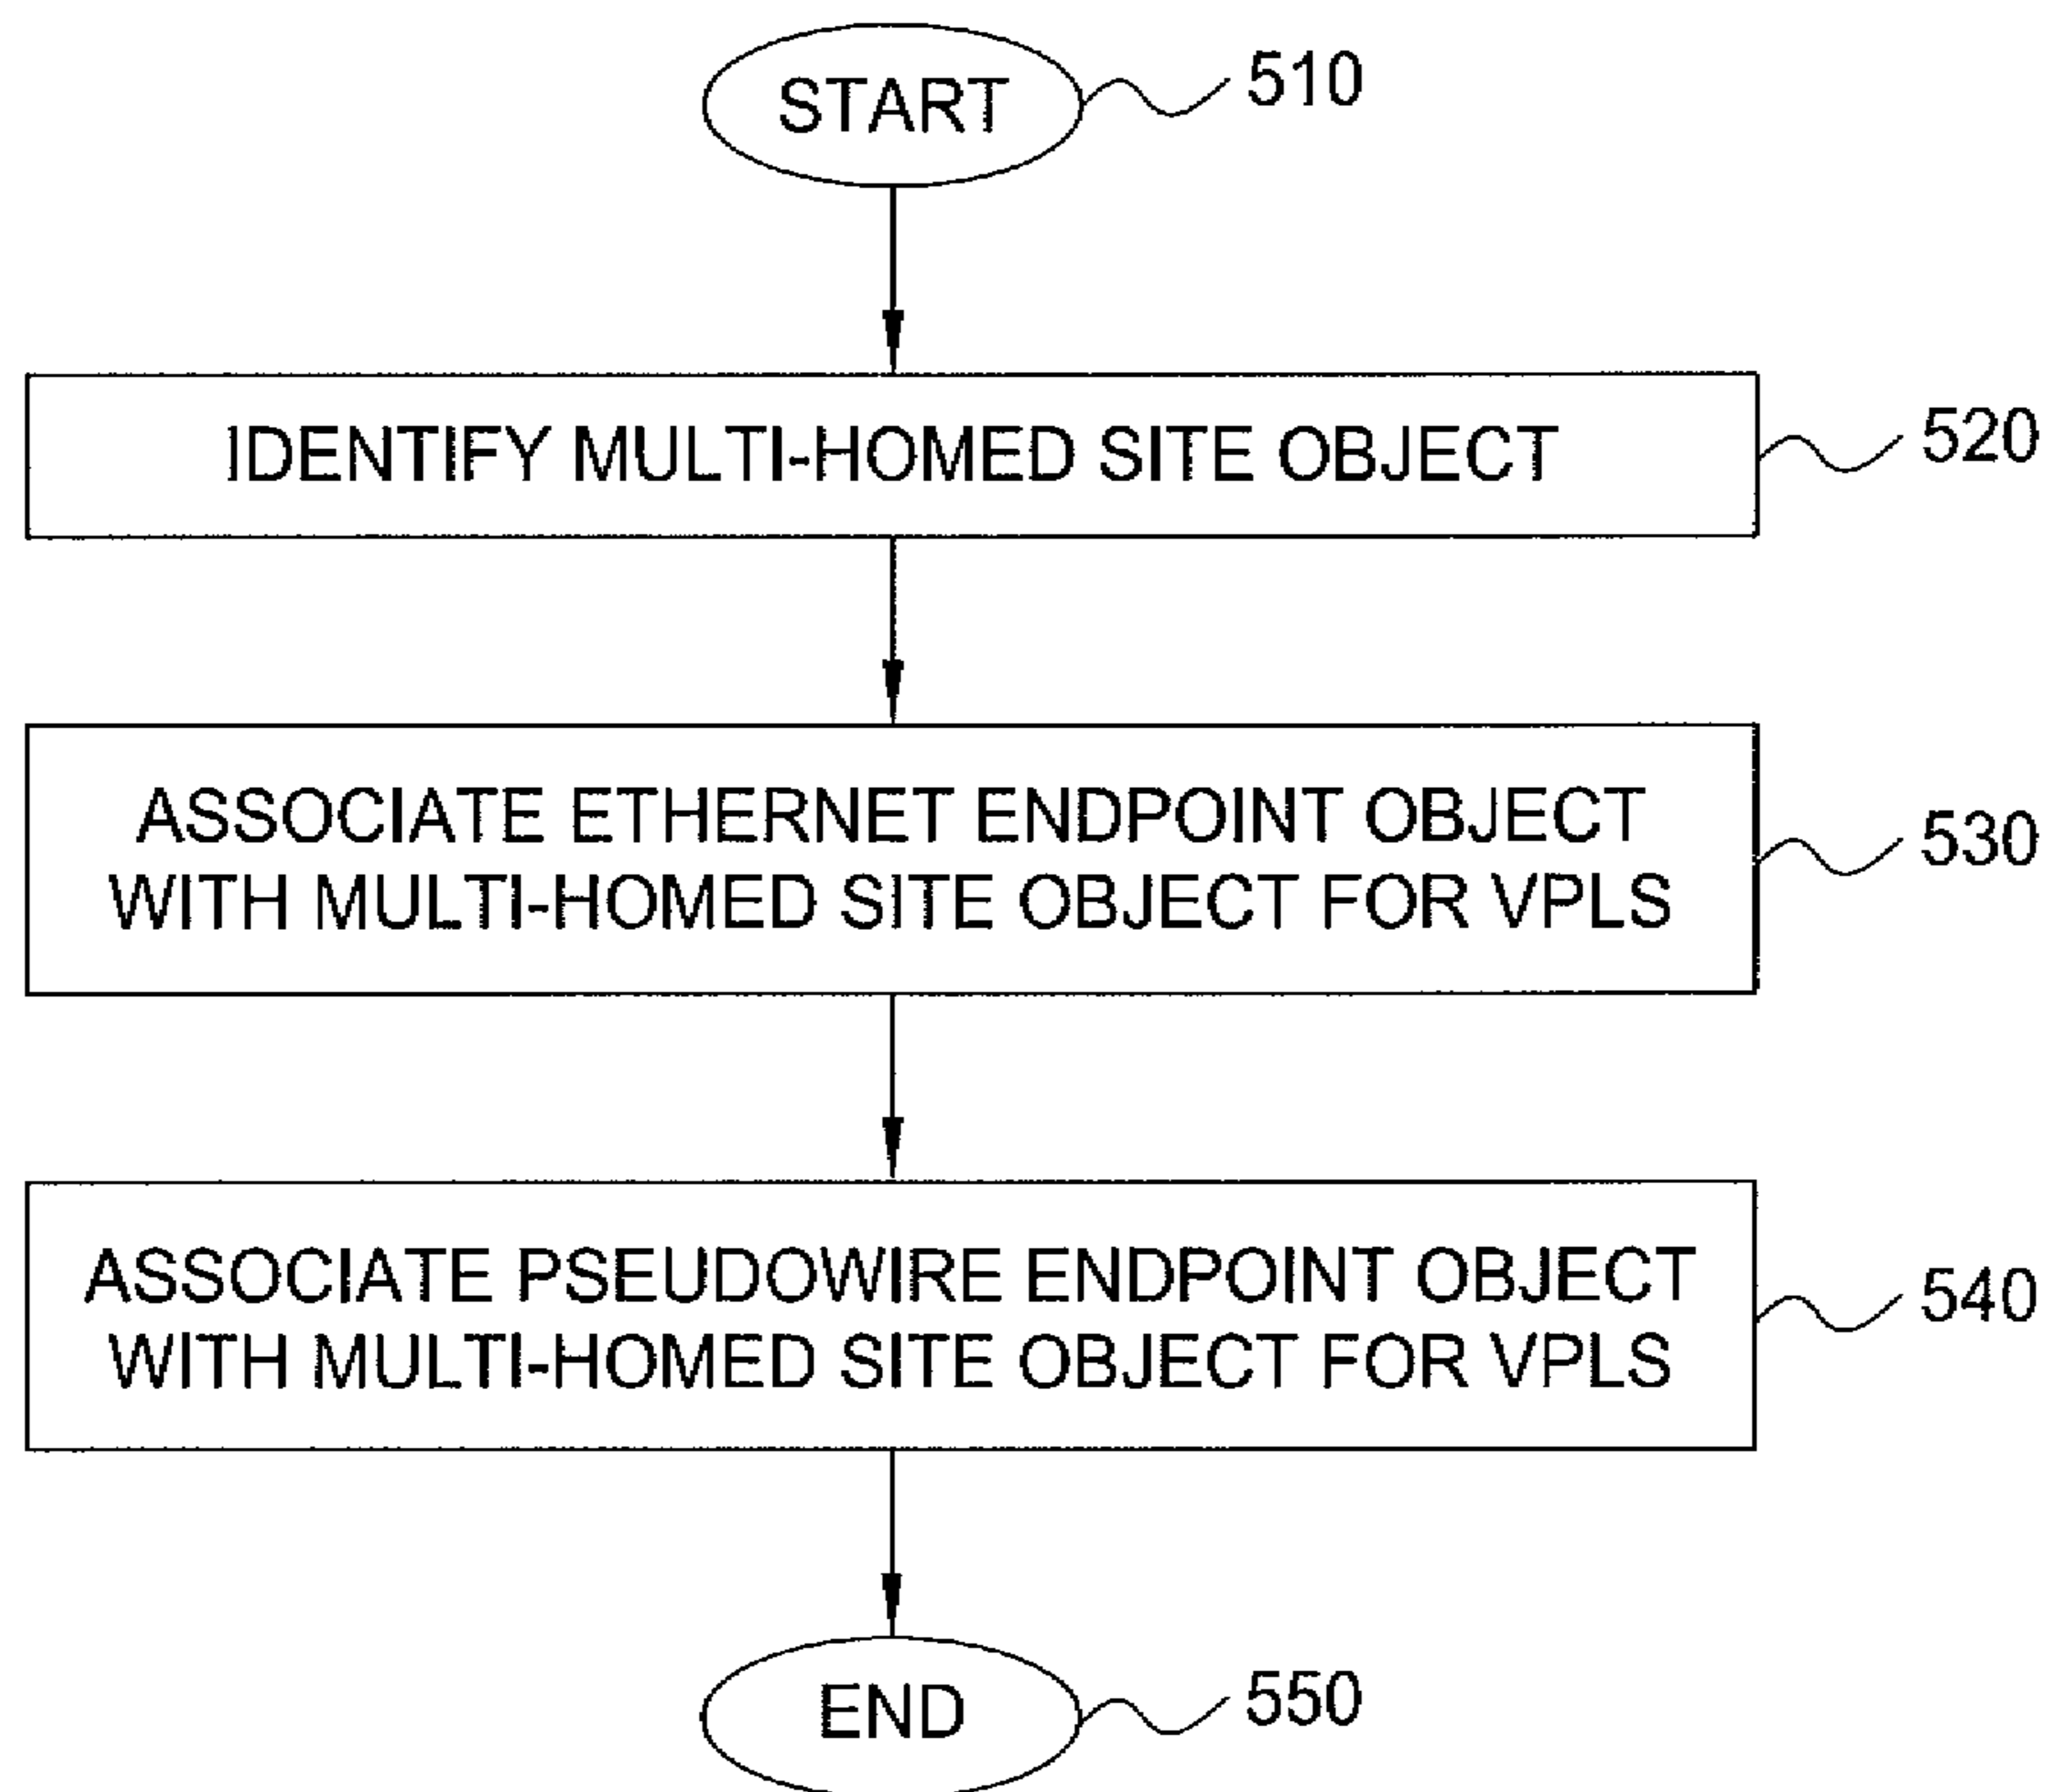 START
510
IDENTIFY MULTI-HOMED SITE OBJECT
520
ASSOCIATE ETHERNET ENDPOINT OBJECT
WITH MULTI-HOMED SITE OBJECT FOR VPLS
530
ASSOCIATE PSEUDOWIRE ENDPOINT OBJECT
WITH MULTI-HOMED SITE OBJECT FOR VPLS
540
END
550